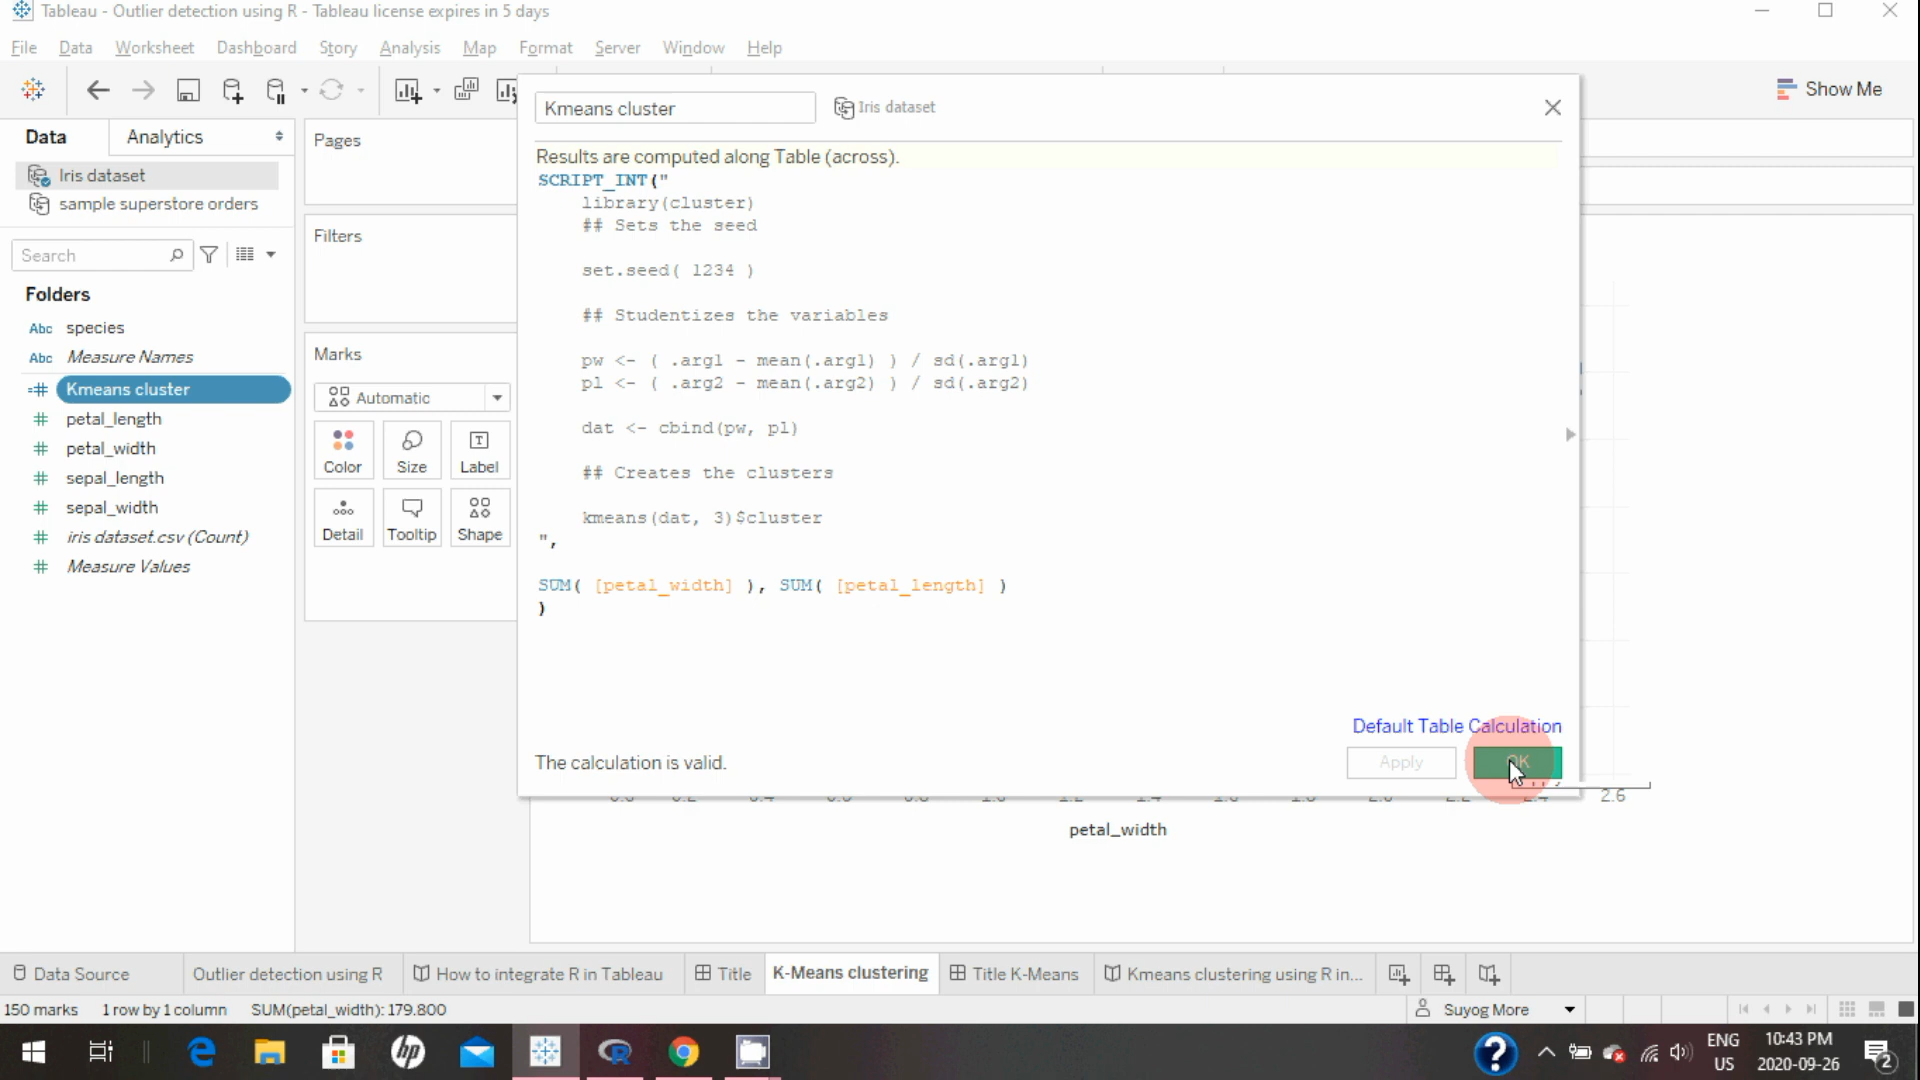 Tableau - Outlier detection using R - Tableau license expires in 5 days
File Data Worksheet Dashboard Story Analysis Map Format Server Window Help
Show Me
Data Analytics
Iris dataset
sample superstore orders
Search
Folders
Abc species
Abc Measure Names
=# Kmeans cluster
# petal_length
# petal_width
# sepal_length
# sepal_width
# iris dataset.csv (Count)
# Measure Values
Pages
Filters
Marks
Automatic
Color Size Label
T
Detail Tooltip Shape
Kmeans cluster Iris dataset
Results are computed along Table (across).
SCRIPT_INT("
library(cluster)
## Sets the seed
set.seed( 1234 )
## Studentizes the variables
pw <- ( .arg1 - mean(.arg1) ) / sd(.arg1)
pl <- ( .arg2 - mean(.arg2) ) / sd(.arg2)
dat <- cbind(pw, pl)
## Creates the clusters
kmeans(dat, 3)$cluster
",
SUM( [petal_width] ), SUM( [petal_length] )
)
Default Table Calculation
The calculation is valid.
Apply OK
2.6
petal_width
Data Source Outlier detection using R How to integrate R in Tableau Title K-Means clustering Title K-Means Kmeans clustering using R in...
150 marks 1 row by 1 column SUM(petal_width): 179.800 Suyog More
hp R ? ENG US 10:43 PM 2020-09-26 2